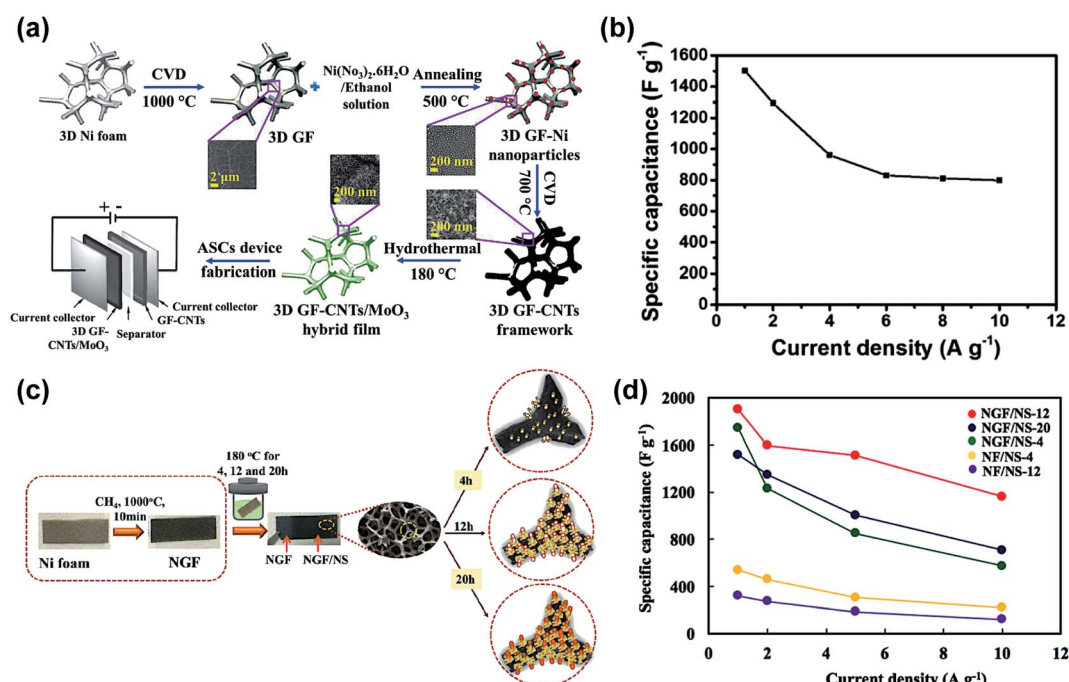 (a)
3D Ni foam
CVD
1000 °C
3D GF
2 µm
+
Ni(No₃)₂.6H₂O
/Ethanol
solution
Annealing
500 °C
200 nm
3D GF-Ni
nanoparticles
CVD
700 °C
200 nm
3D GF-CNTs
framework
Hydrothermal
180 °C
200 nm
3D GF-CNTs/MoO₃
hybrid film
ASCs device
fabrication
+ -
Current collector
3D GF-
CNTs/MoO₃
Separator
GF-CNTs
Current collector
(b)
Specific capacitance (F g⁻¹)
1600
1400
1200
1000
800
600
400
200
0
0 2 4 6 8 10 12
Current density (A g⁻¹)
(c)
Ni foam
CH₄, 1000°C,
10min
NGF
180 °C for
4, 12 and 20h
NGF
NGF/NS
4h
12h
20h
(d)
Specific capacitance (F g⁻¹)
2000
1600
1200
800
400
0
NGF/NS-12
NGF/NS-20
NGF/NS-4
NF/NS-4
NF/NS-12
0 2 4 6 8 10 12
Current density (A g⁻¹)